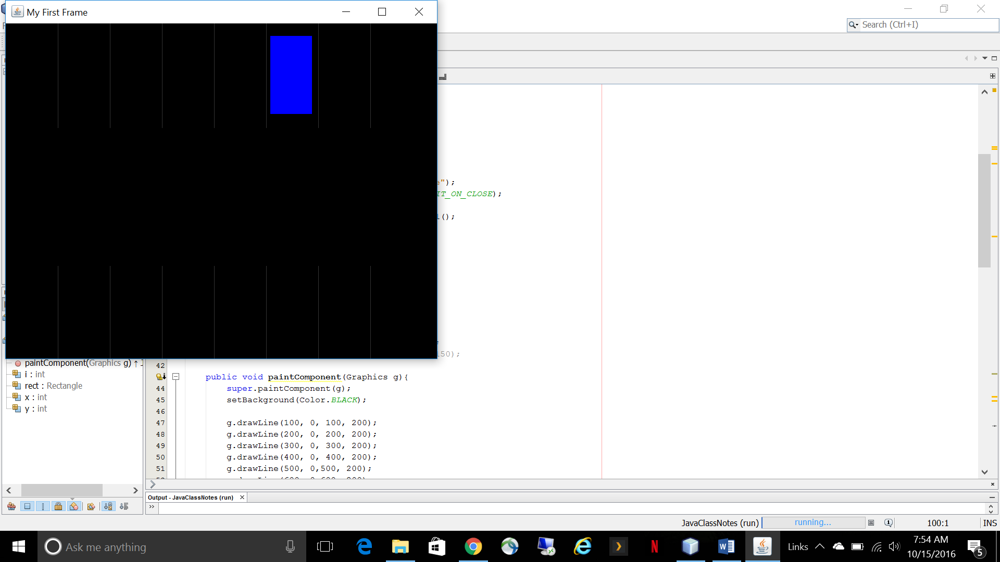 My First Frame
Search (Ctrl+I)
");
IT_ON_CLOSE);
();
;
150);
42
public void paintComponent(Graphics g){
44 super.paintComponent(g);
45 setBackground(Color.BLACK);
46
47 g.drawLine(100, 0, 100, 200);
48 g.drawLine(200, 0, 200, 200);
49 g.drawLine(300, 0, 300, 200);
50 g.drawLine(400, 0, 400, 200);
51 g.drawLine(500, 0,500, 200);
paintComponent(Graphics g) ↑
i : int
rect : Rectangle
x : int
y : int
Output - JavaClassNotes (run)
JavaClassNotes (run) running...
100:1
INS
Ask me anything
Links
7:54 AM
10/15/2016
5